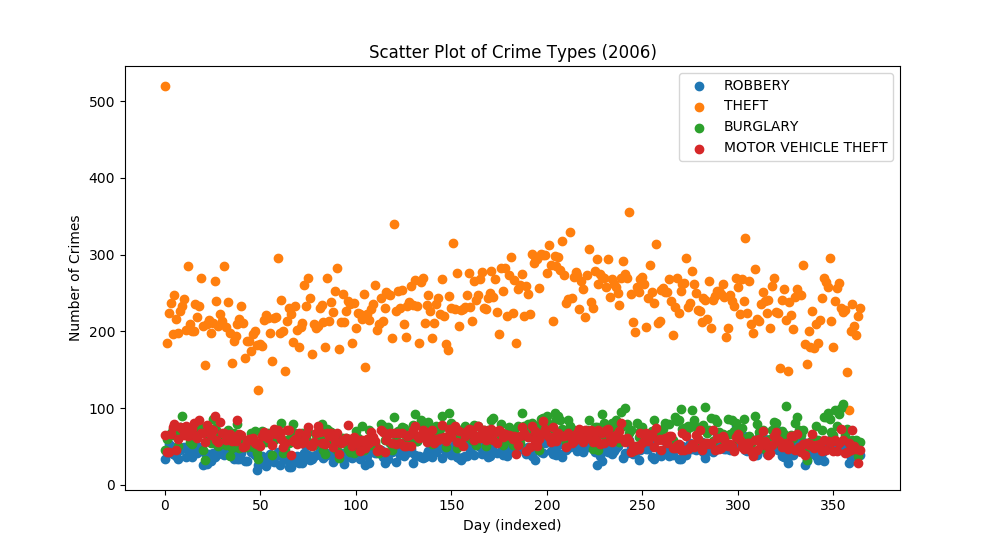 Scatter Plot of Crime Types (2006)
ROBBERY
THEFT
BURGLARY
MOTOR VEHICLE THEFT
Number of Crimes
500
400
300
200
100
0
0 50 100 150 200 250 300 350
Day (indexed)